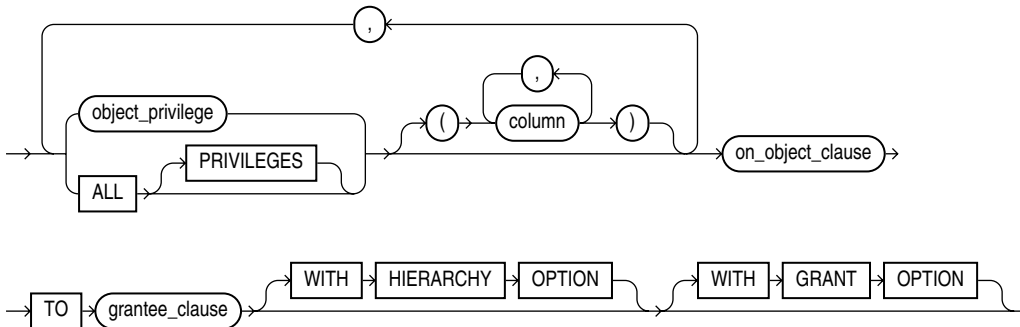 ,
,
object_privilege ( column )
PRIVILEGES on_object_clause
ALL
WITH HIERARCHY OPTION WITH GRANT OPTION
TO grantee_clause